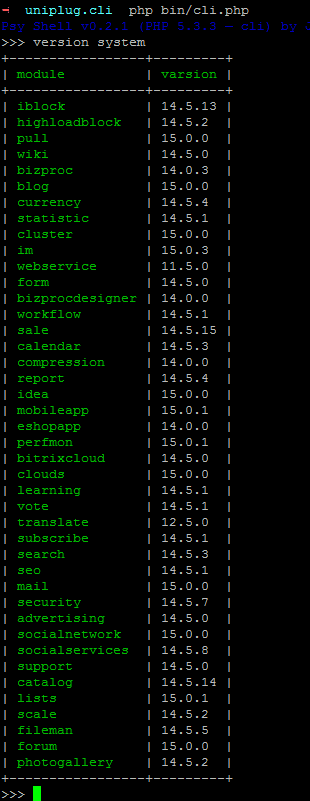 → uniplug.cli php bin/cli.php
Psy Shell v0.2.1 (PHP 5.3.3 — cli) by J
>>> version system
+----------------+---------+
| module | varsion |
+----------------+---------+
| iblock | 14.5.13 |
| highloadblock | 14.5.2 |
| pull | 15.0.0 |
| wiki | 14.5.0 |
| bizproc | 14.0.3 |
| blog | 15.0.0 |
| currency | 14.5.4 |
| statistic | 14.5.1 |
| cluster | 15.0.0 |
| im | 15.0.3 |
| webservice | 11.5.0 |
| form | 14.5.0 |
| bizprocdesigner | 14.0.0 |
| workflow | 14.5.1 |
| sale | 14.5.15 |
| calendar | 14.5.3 |
| compression | 14.0.0 |
| report | 14.5.4 |
| idea | 15.0.0 |
| mobileapp | 15.0.1 |
| eshopapp | 14.0.0 |
| perfmon | 15.0.1 |
| bitrixcloud | 14.5.0 |
| clouds | 15.0.0 |
| learning | 14.5.1 |
| vote | 14.5.1 |
| translate | 12.5.0 |
| subscribe | 14.5.1 |
| search | 14.5.3 |
| seo | 14.5.1 |
| mail | 15.0.0 |
| security | 14.5.7 |
| advertising | 14.5.0 |
| socialnetwork | 15.0.0 |
| socialservices | 14.5.8 |
| support | 14.5.0 |
| catalog | 14.5.14 |
| lists | 15.0.1 |
| scale | 14.5.2 |
| fileman | 14.5.5 |
| forum | 15.0.0 |
| photogallery | 14.5.2 |
+----------------+---------+
>>>